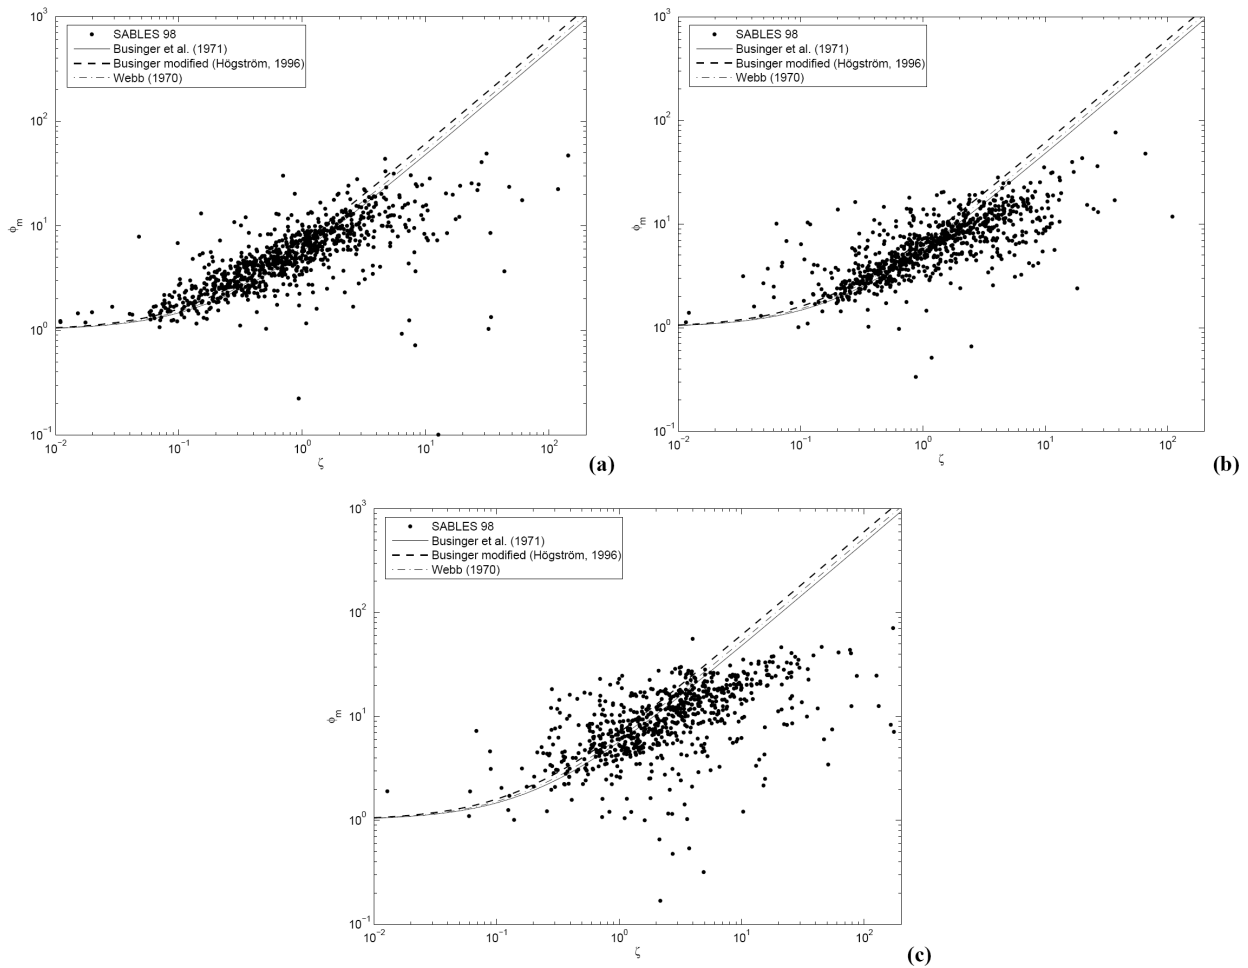 10³
SABLES 98
Businger et al. (1971)
Businger modified (Högström, 1996)
Webb (1970)
10²
10¹
10⁰
10⁻¹
ϕm
10⁻² 10⁻¹ 10⁰ 10¹ 10²
ζ
(a)
10³
SABLES 98
Businger et al. (1971)
Businger modified (Högström, 1996)
Webb (1970)
10²
10¹
10⁰
10⁻¹
ϕm
10⁻² 10⁻¹ 10⁰ 10¹ 10²
ζ
(b)
10³
SABLES 98
Businger et al. (1971)
Businger modified (Högström, 1996)
Webb (1970)
10²
10¹
10⁰
10⁻¹
ϕm
10⁻² 10⁻¹ 10⁰ 10¹ 10²
ζ
(c)